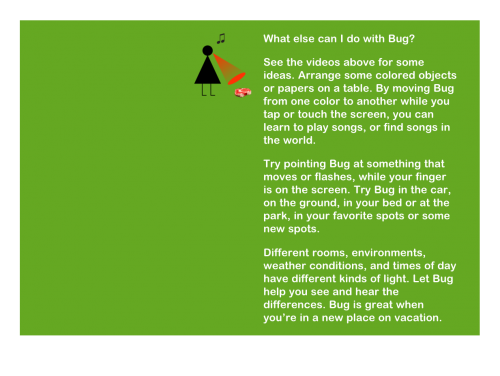 What else can I do with Bug?
See the videos above for some
ideas. Arrange some colored objects
or papers on a table. By moving Bug
from one color to another while you
tap or touch the screen, you can
learn to play songs, or find songs in
the world.
Try pointing Bug at something that
moves or flashes, while your finger
is on the screen. Try Bug in the car,
on the ground, in your bed or at the
park, in your favorite spots or some
new spots.
Different rooms, environments,
weather conditions, and times of day
have different kinds of light. Let Bug
help you see and hear the
differences. Bug is great when
you’re in a new place on vacation.